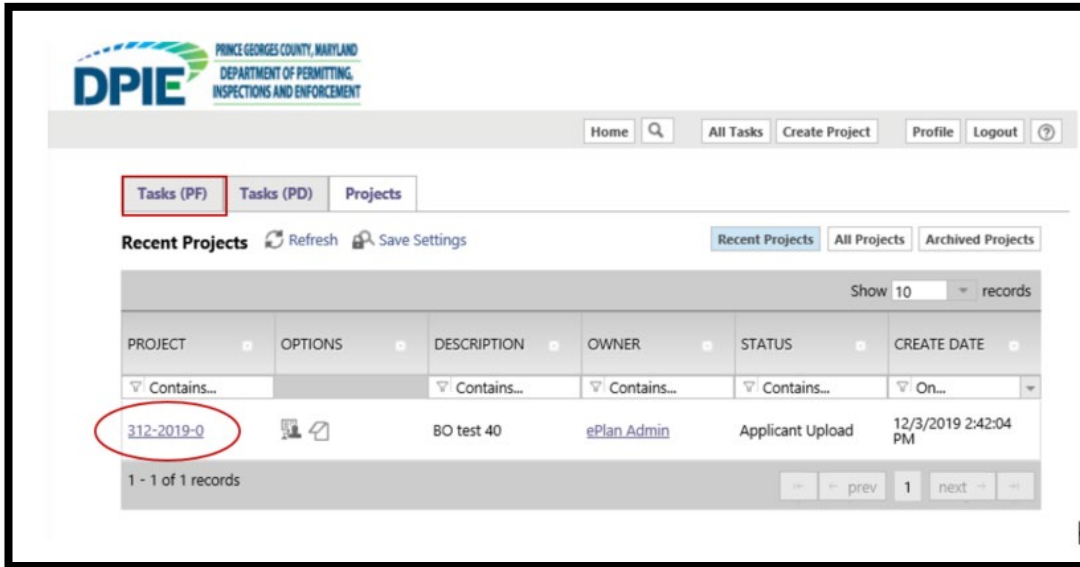 DPIE
PRINCE GEORGES COUNTY, MARYLAND
DEPARTMENT OF PERMITTING,
INSPECTIONS AND ENFORCEMENT
Home All Tasks Create Project Profile Logout ?
Tasks (PF) Tasks (PD) Projects
Recent Projects Refresh Save Settings Recent Projects All Projects Archived Projects
Show 10 records
PROJECT OPTIONS DESCRIPTION OWNER STATUS CREATE DATE
Contains... Contains... Contains... Contains... On...
312-2019-0 BO test 40 ePlan Admin Applicant Upload 12/3/2019 2:42:04
PM
1 - 1 of 1 records prev 1 next